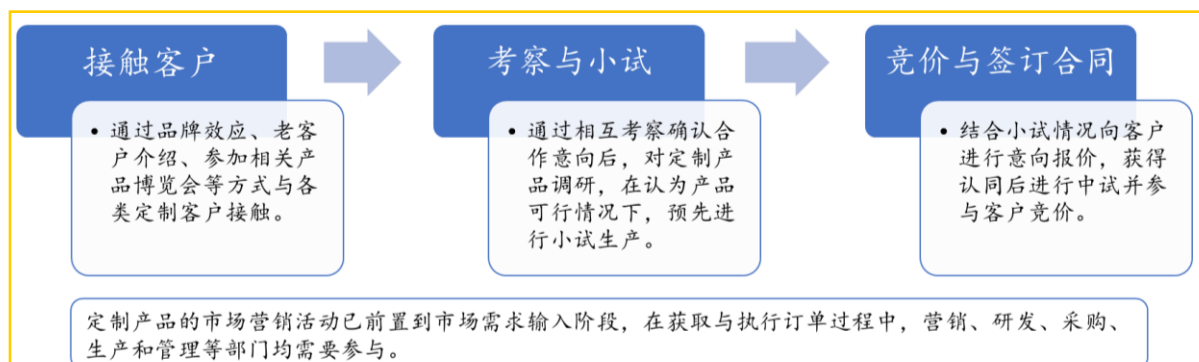 接触客户
• 通过品牌效应、老客
户介绍、参加相关产
品博览会等方式与各
类定制客户接触。
考察与小试
• 通过相互考察确认合
作意向后，对定制产
品调研，在认为产品
可行情况下，预先进
行小试生产。
竞价与签订合同
• 结合小试情况向客户
进行意向报价，获得
认同后进行中试并参
与客户竞价。
定制产品的市场营销活动已前置到市场需求输入阶段，在获取与执行订单过程中，营销、研发、采购、
生产和管理等部门均需要参与。